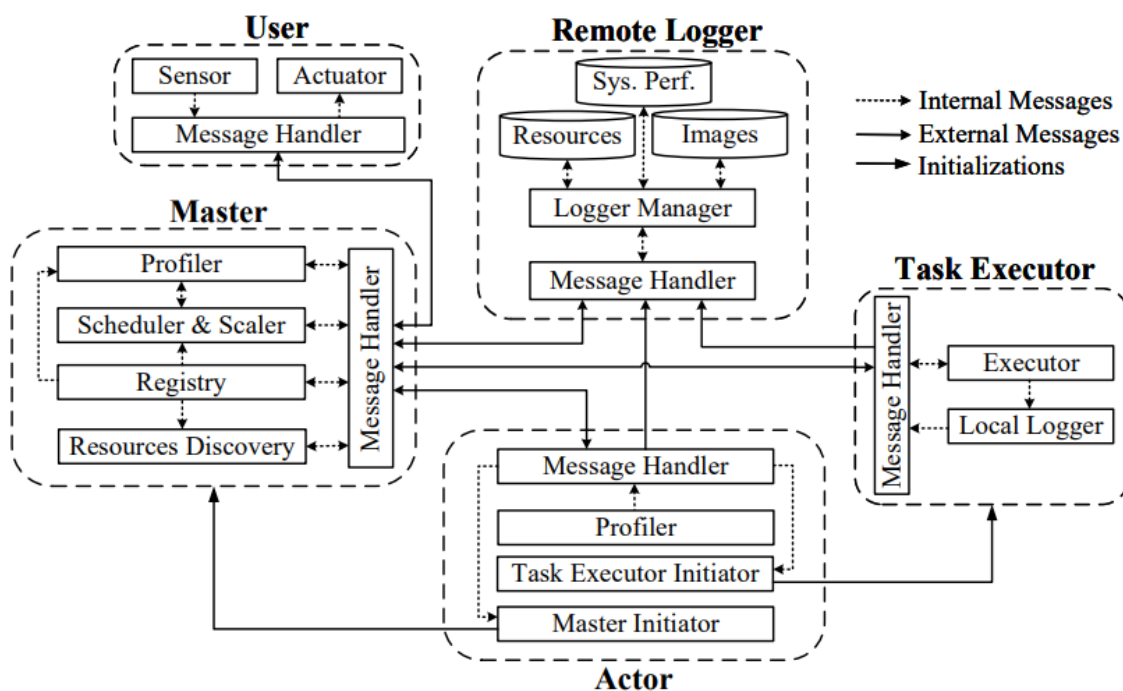 User
Sensor
Actuator
Message Handler
Remote Logger
Sys. Perf.
Resources
Images
Logger Manager
Message Handler
Internal Messages
External Messages
Initializations
Master
Profiler
Scheduler & Scaler
Registry
Resources Discovery
Message Handler
Task Executor
Message Handler
Executor
Local Logger
Message Handler
Profiler
Task Executor Initiator
Master Initiator
Actor